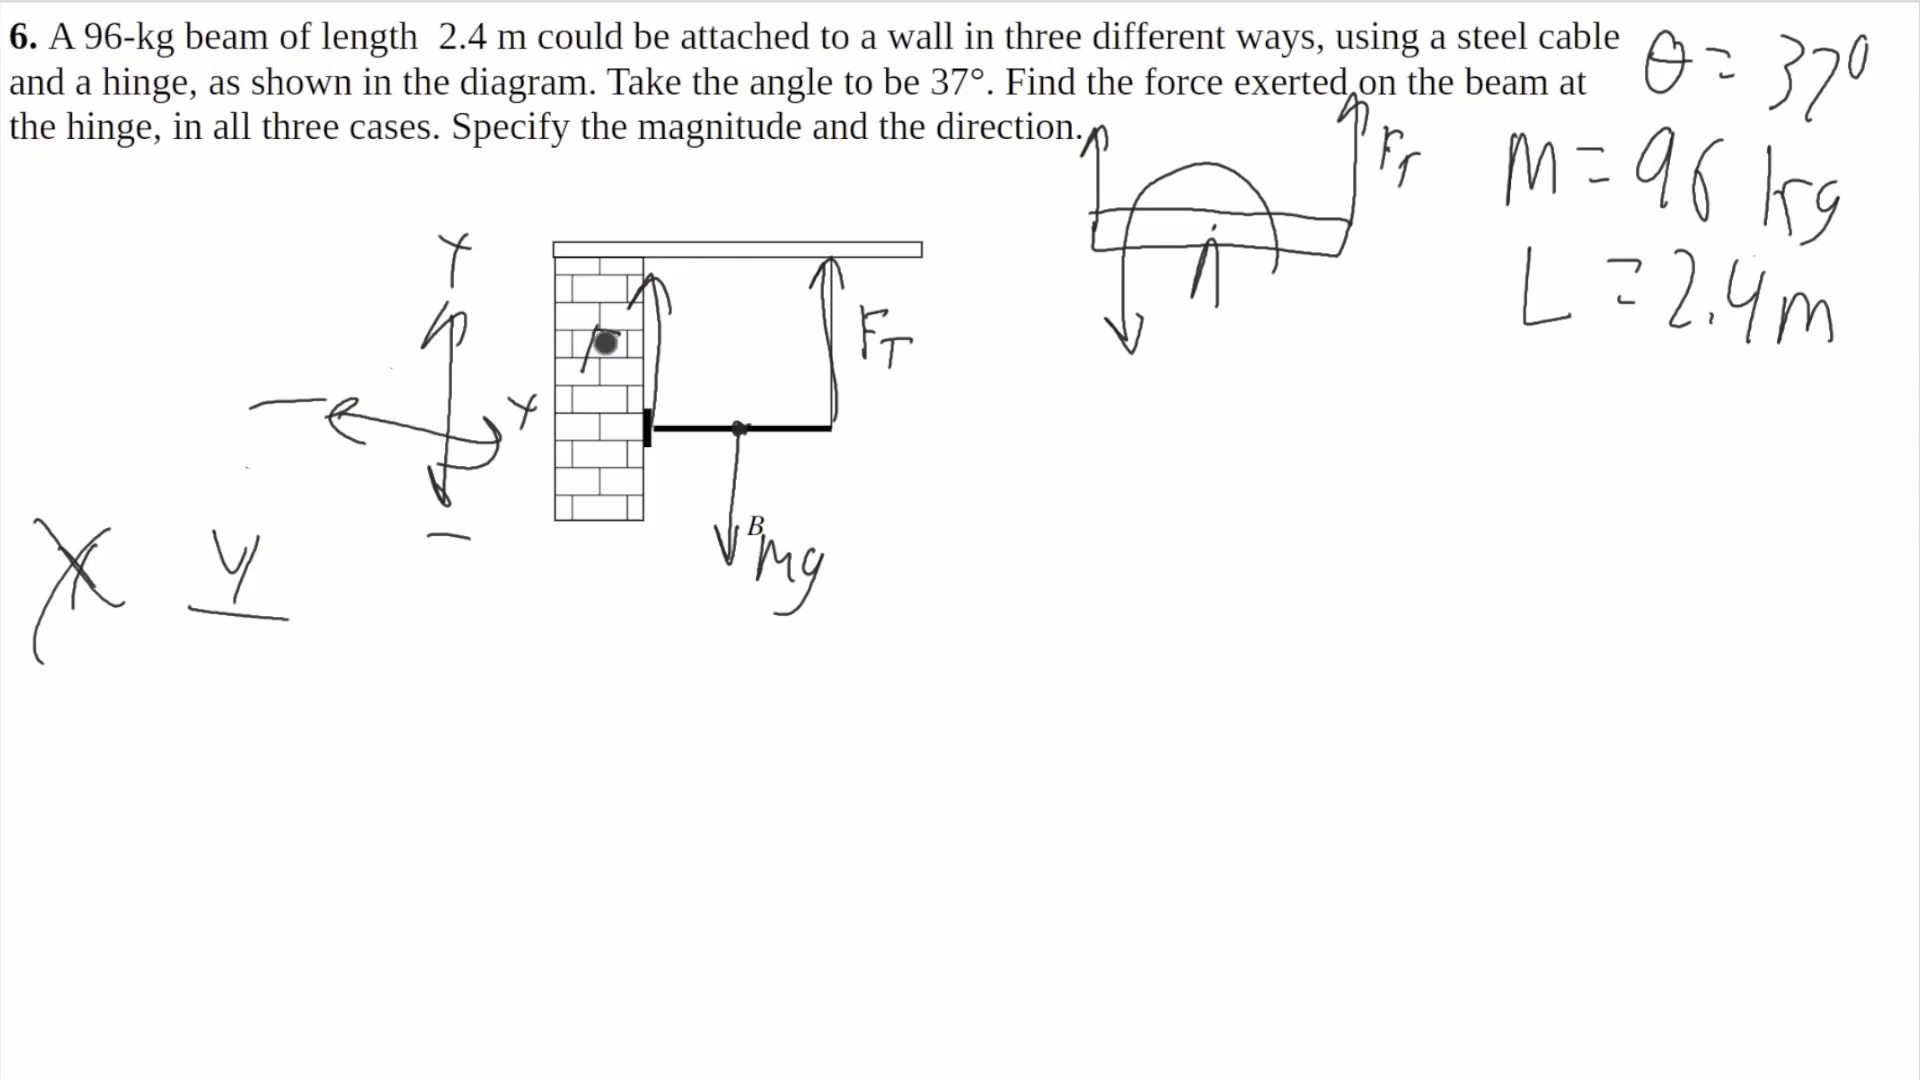 6. A 96-kg beam of length 2.4 m could be attached to a wall in three different ways, using a steel cable
and a hinge, as shown in the diagram. Take the angle to be 37°. Find the force exerted on the beam at
the hinge, in all three cases. Specify the magnitude and the direction.
θ = 37°
M = 96 kg
L = 2.4 m
F_T
Y
F_T
X
B
Mg
X Y